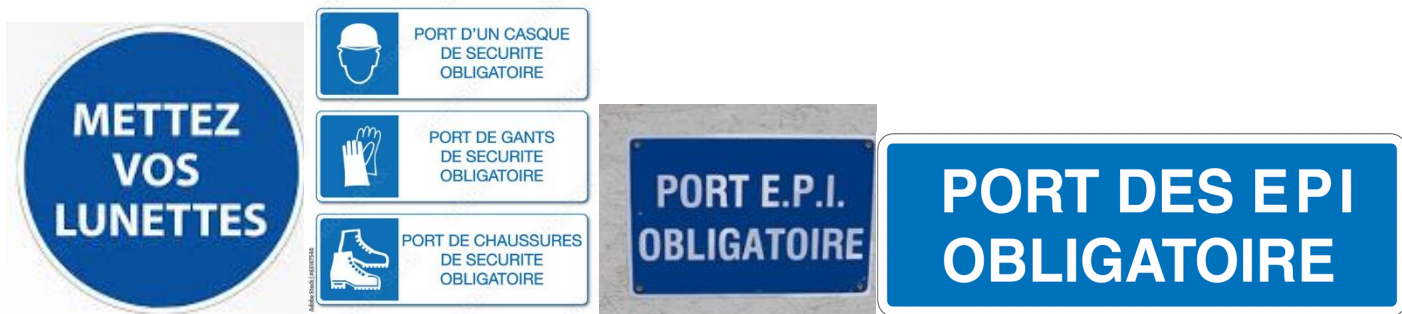 METTEZ
VOS
LUNETTES
PORT D'UN CASQUE
DE SECURITE
OBLIGATOIRE
PORT DE GANTS
DE SECURITE
OBLIGATOIRE
PORT DE CHAUSSURES
DE SECURITE
OBLIGATOIRE
PORT E.P.I.
OBLIGATOIRE
PORT DES EPI
OBLIGATOIRE